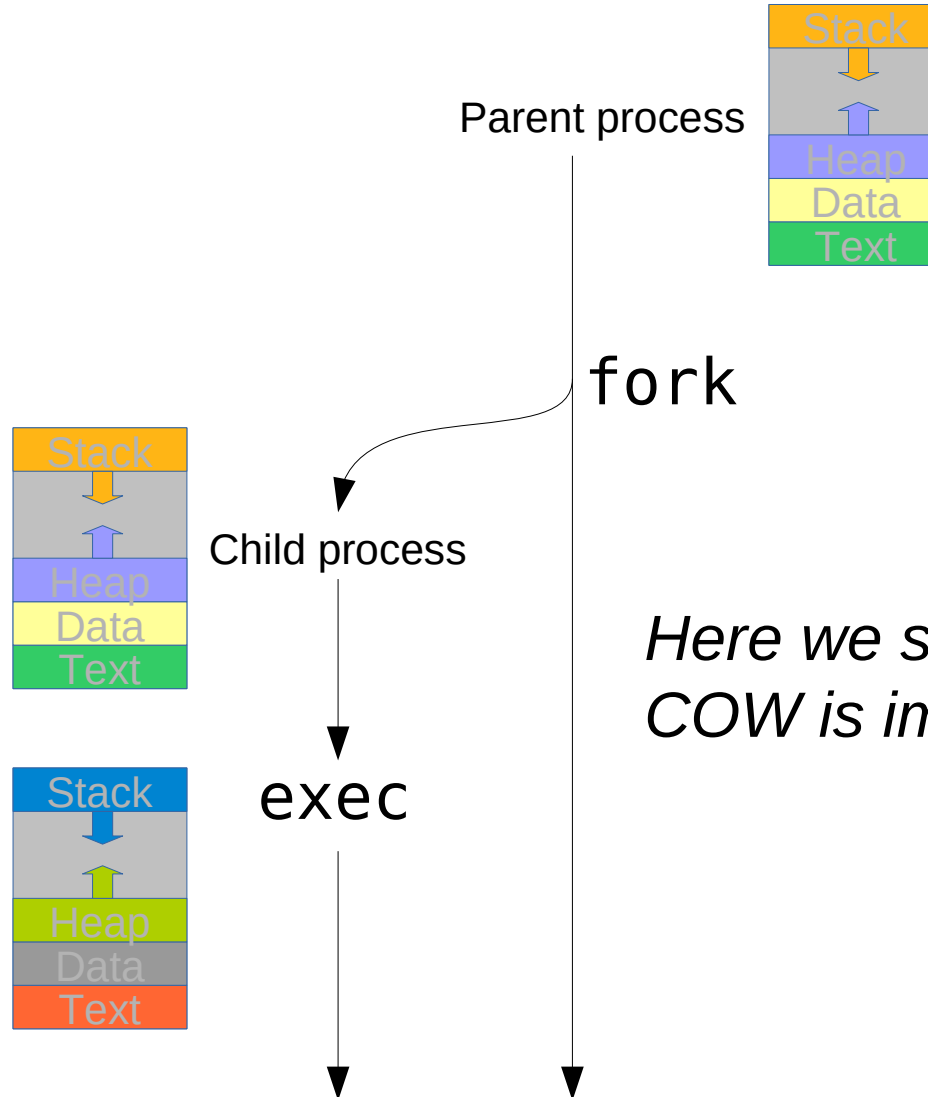 Stack
Parent process
Heap
Data
Text
fork
Stack
Child process
Heap
Data
Text
Here we
COW is
Stack
exec
Heap
Data
Text